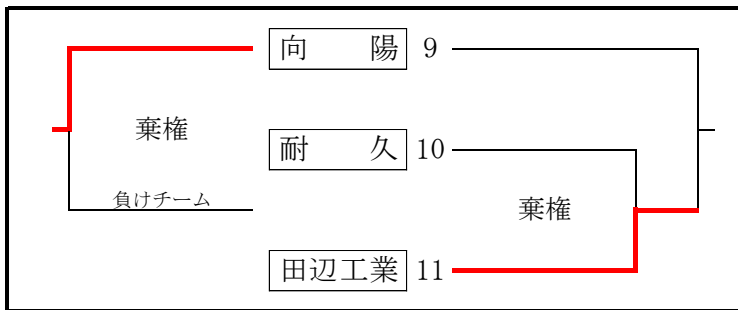 向　陽 9
棄権
耐　久 10
負けチーム
棄権
田辺工業 11